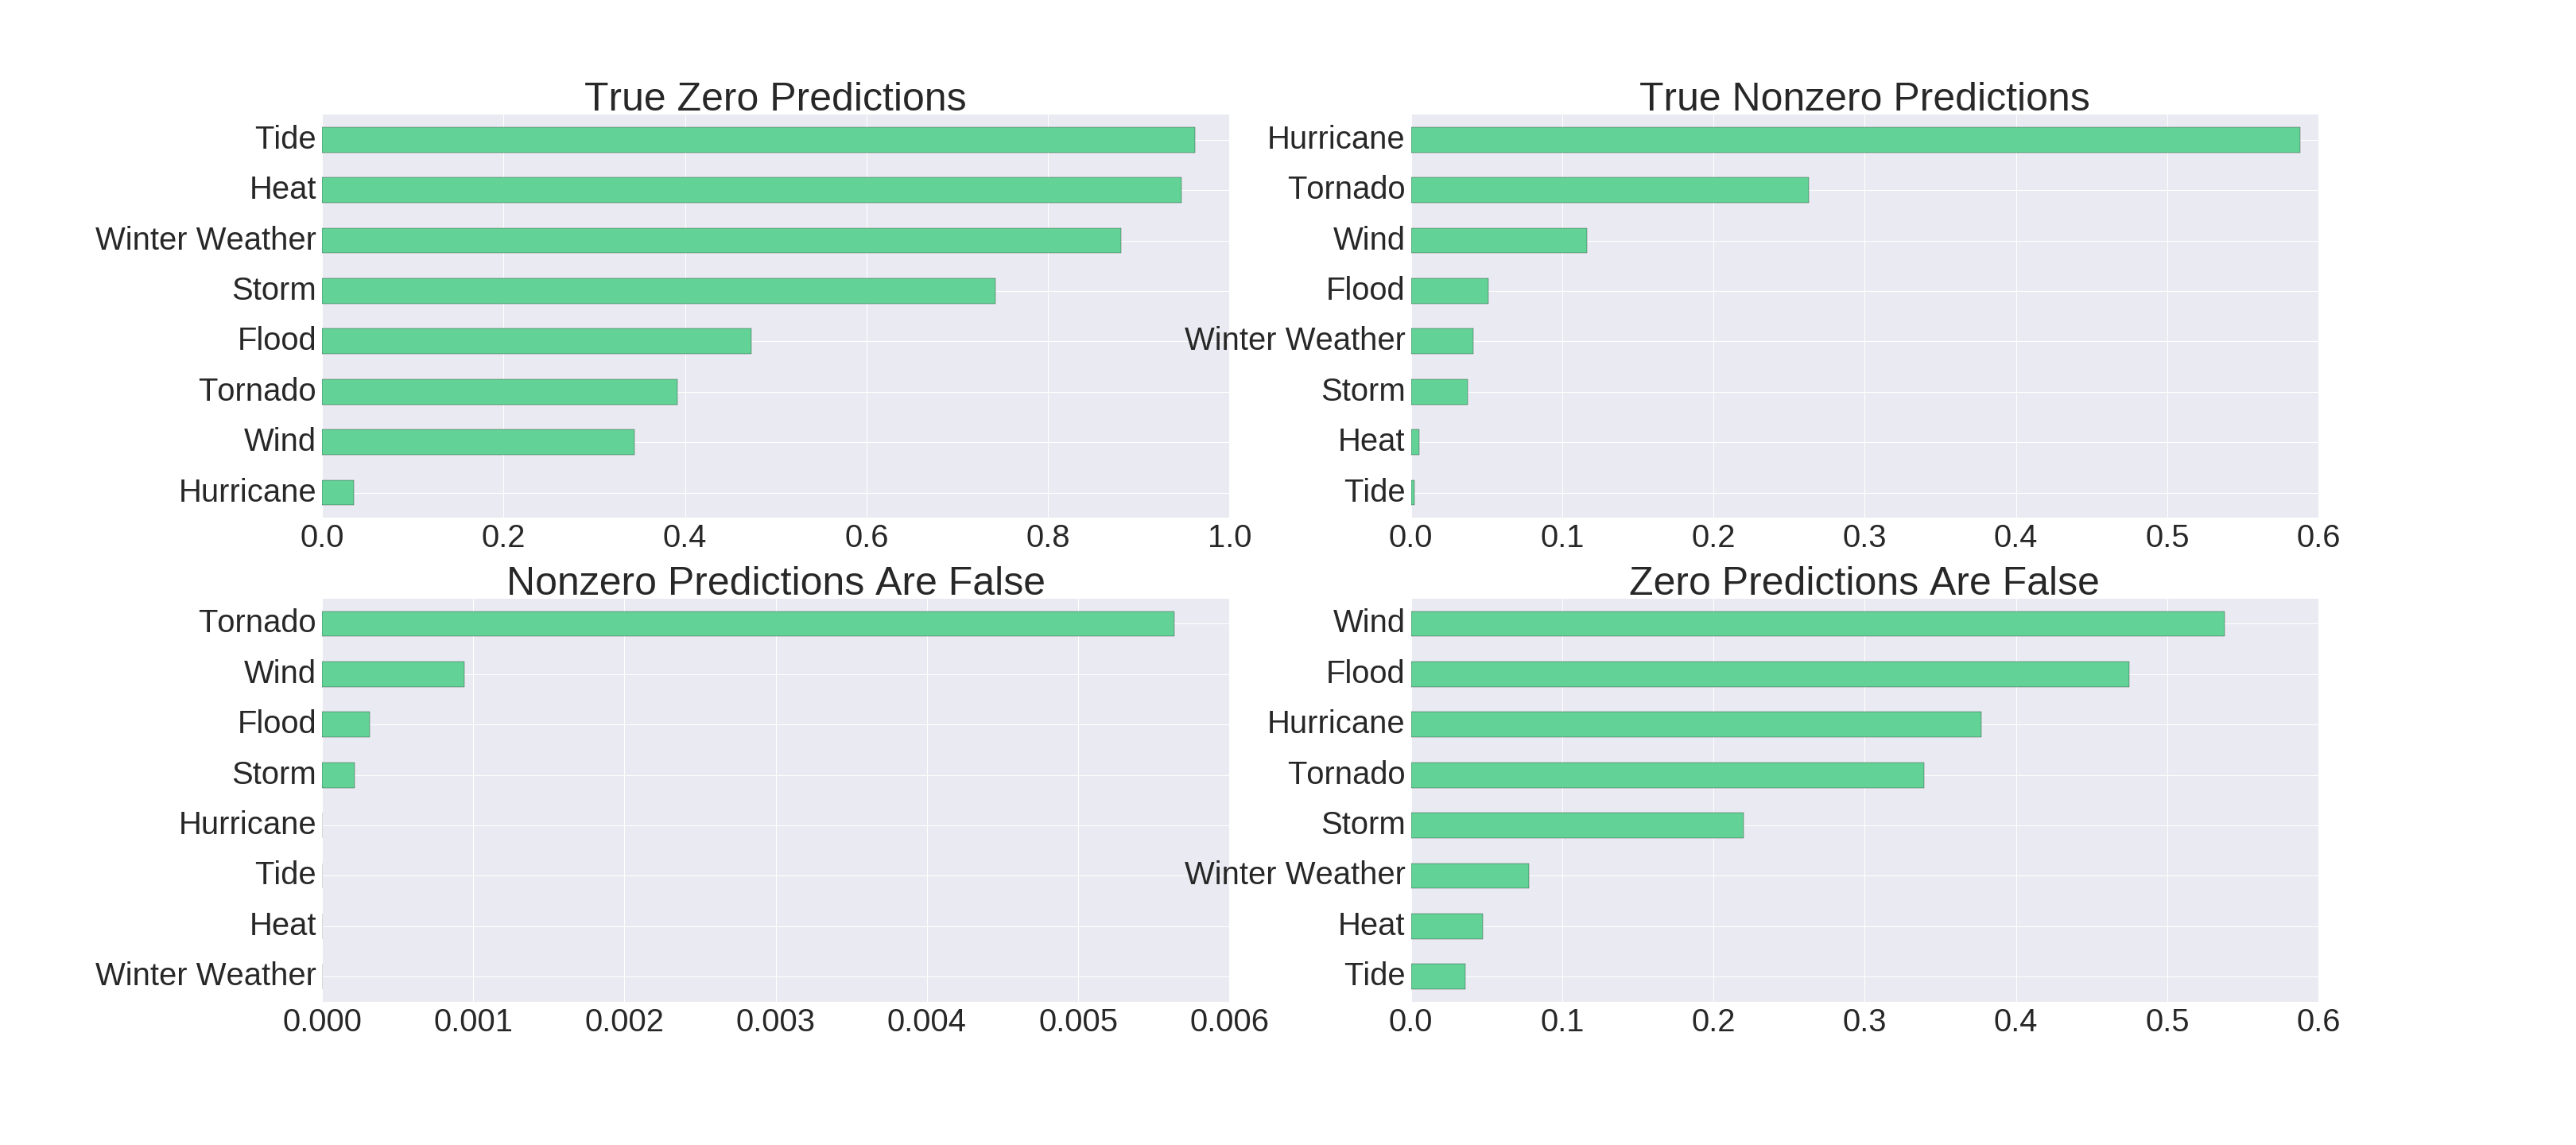 True Zero Predictions
Tide
Heat
Winter Weather
Storm
Flood
Tornado
Wind
Hurricane
0.0 0.2 0.4 0.6 0.8 1.0
True Nonzero Predictions
Hurricane
Tornado
Wind
Flood
Winter Weather
Storm
Heat
Tide
0.0 0.1 0.2 0.3 0.4 0.5 0.6
Nonzero Predictions Are False
Tornado
Wind
Flood
Storm
Hurricane
Tide
Heat
Winter Weather
0.000 0.001 0.002 0.003 0.004 0.005 0.006
Zero Predictions Are False
Wind
Flood
Hurricane
Tornado
Storm
Winter Weather
Heat
Tide
0.0 0.1 0.2 0.3 0.4 0.5 0.6